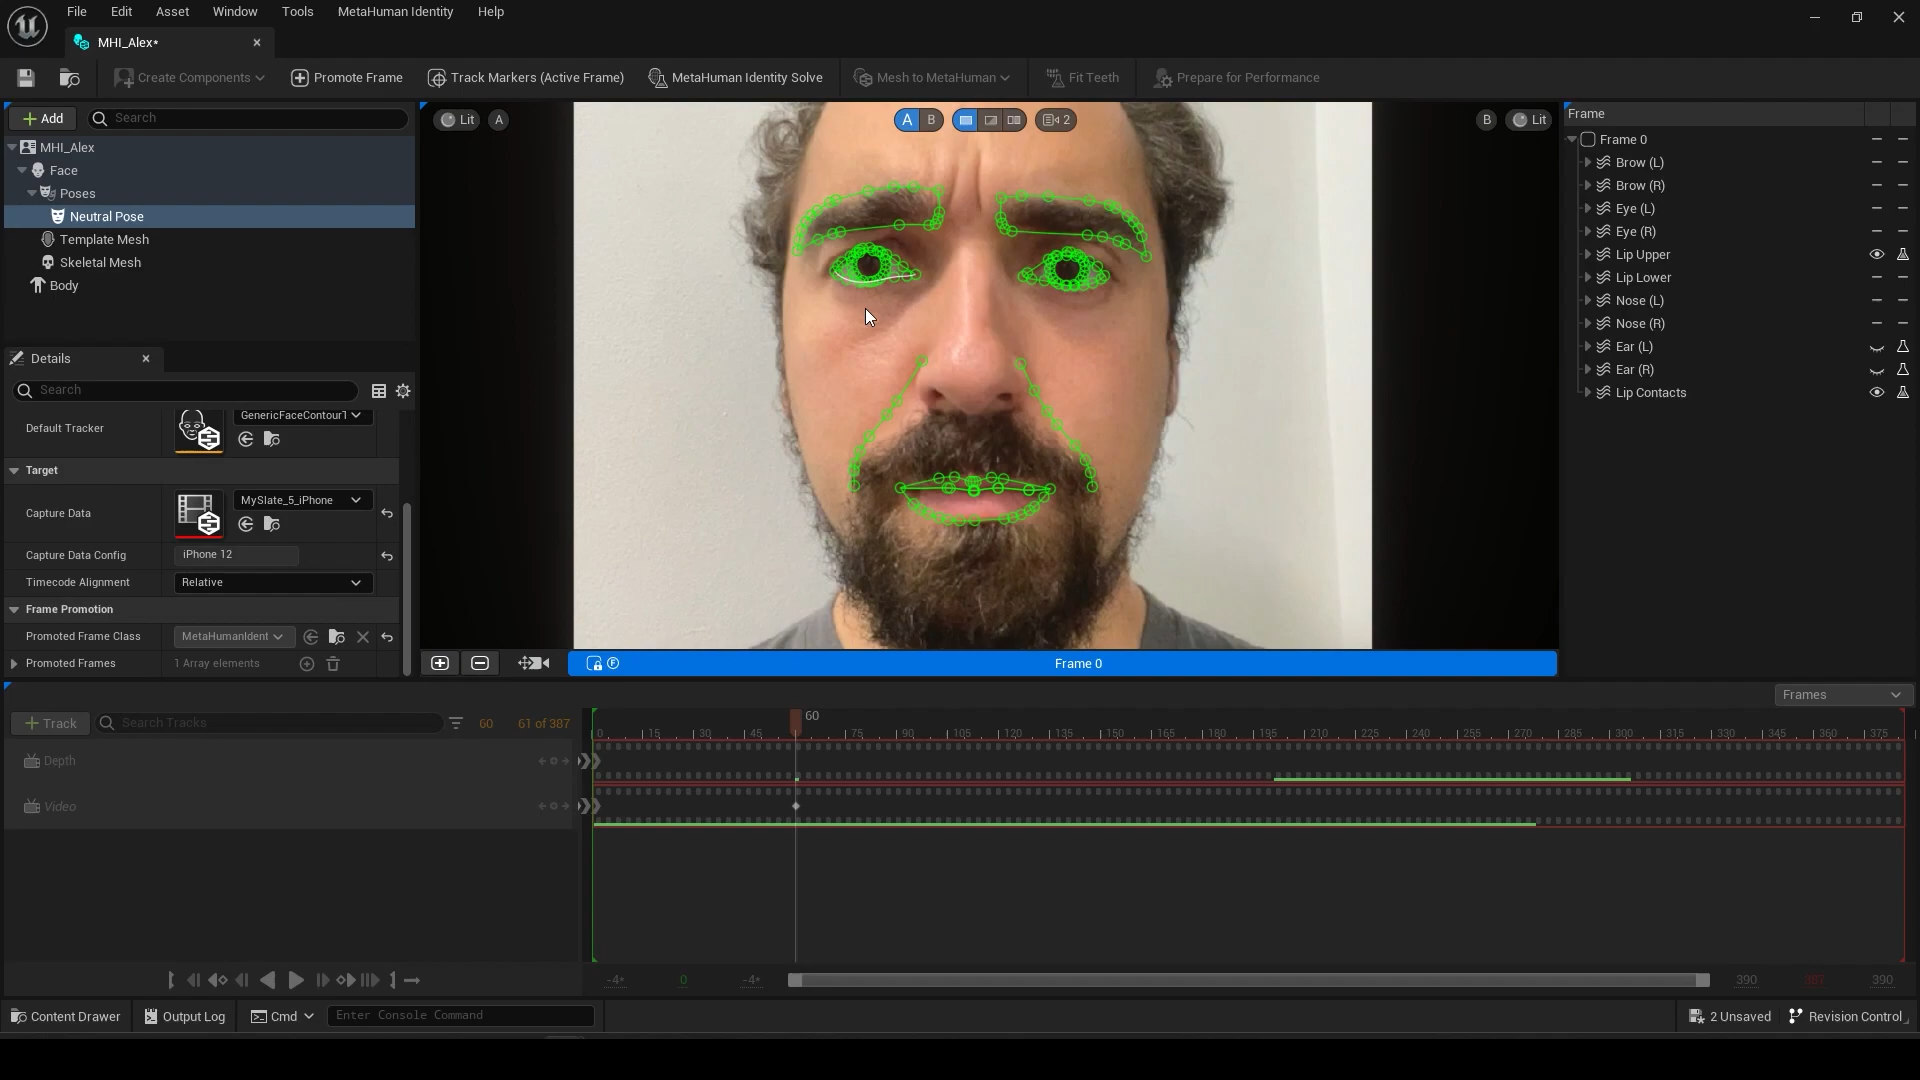 File Edit Asset Window Tools MetaHuman Identity Help
MHI_Alex*
Create Components Promote Frame Track Markers (Active Frame) MetaHuman Identity Solve Mesh to MetaHuman Fit Teeth Prepare for Performance
Add Search
MHI_Alex
Face
Poses
Neutral Pose
Template Mesh
Skeletal Mesh
Body
Details
Search
Default Tracker GenericFaceContourT
Target
Capture Data MySlate_5_iPhone
Capture Data Config iPhone 12
Timecode Alignment Relative
Frame Promotion
Promoted Frame Class MetaHumanIdent
Promoted Frames 1 Array elements
Lit A A B 2 B Lit
F Frame 0
Frame
Frame 0
Brow (L)
Brow (R)
Eye (L)
Eye (R)
Lip Upper
Lip Lower
Nose (L)
Nose (R)
Ear (L)
Ear (R)
Lip Contacts
Frames
Track Search Tracks 60 61 of 387
60
0 15 30 45 75 90 105 120 135 150 165 180 195 210 225 240 255 270 285 300 315 330 345 360 375
Depth
Video
-4* 0 -4* 390 387 390
Content Drawer Output Log Cmd Enter Console Command 2 Unsaved Revision Control